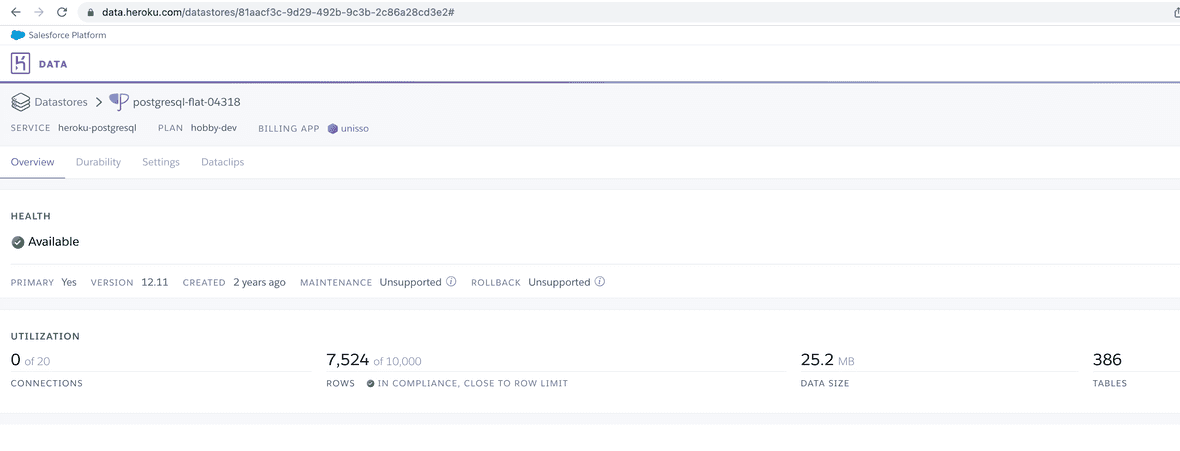 data.heroku.com/datastores/81aacf3c-9d29-492b-9c3b-2c86a28cd3e2#
Salesforce Platform
DATA
Datastores > postgresql-flat-04318
SERVICE heroku-postgresql PLAN hobby-dev BILLING APP unisso
Overview Durability Settings Dataclips
HEALTH
Available
PRIMARY Yes VERSION 12.11 CREATED 2 years ago MAINTENANCE Unsupported ROLLBACK Unsupported
UTILIZATION
0 of 20 7,524 of 10,000 25.2 MB 386
CONNECTIONS ROWS IN COMPLIANCE, CLOSE TO ROW LIMIT DATA SIZE TABLES